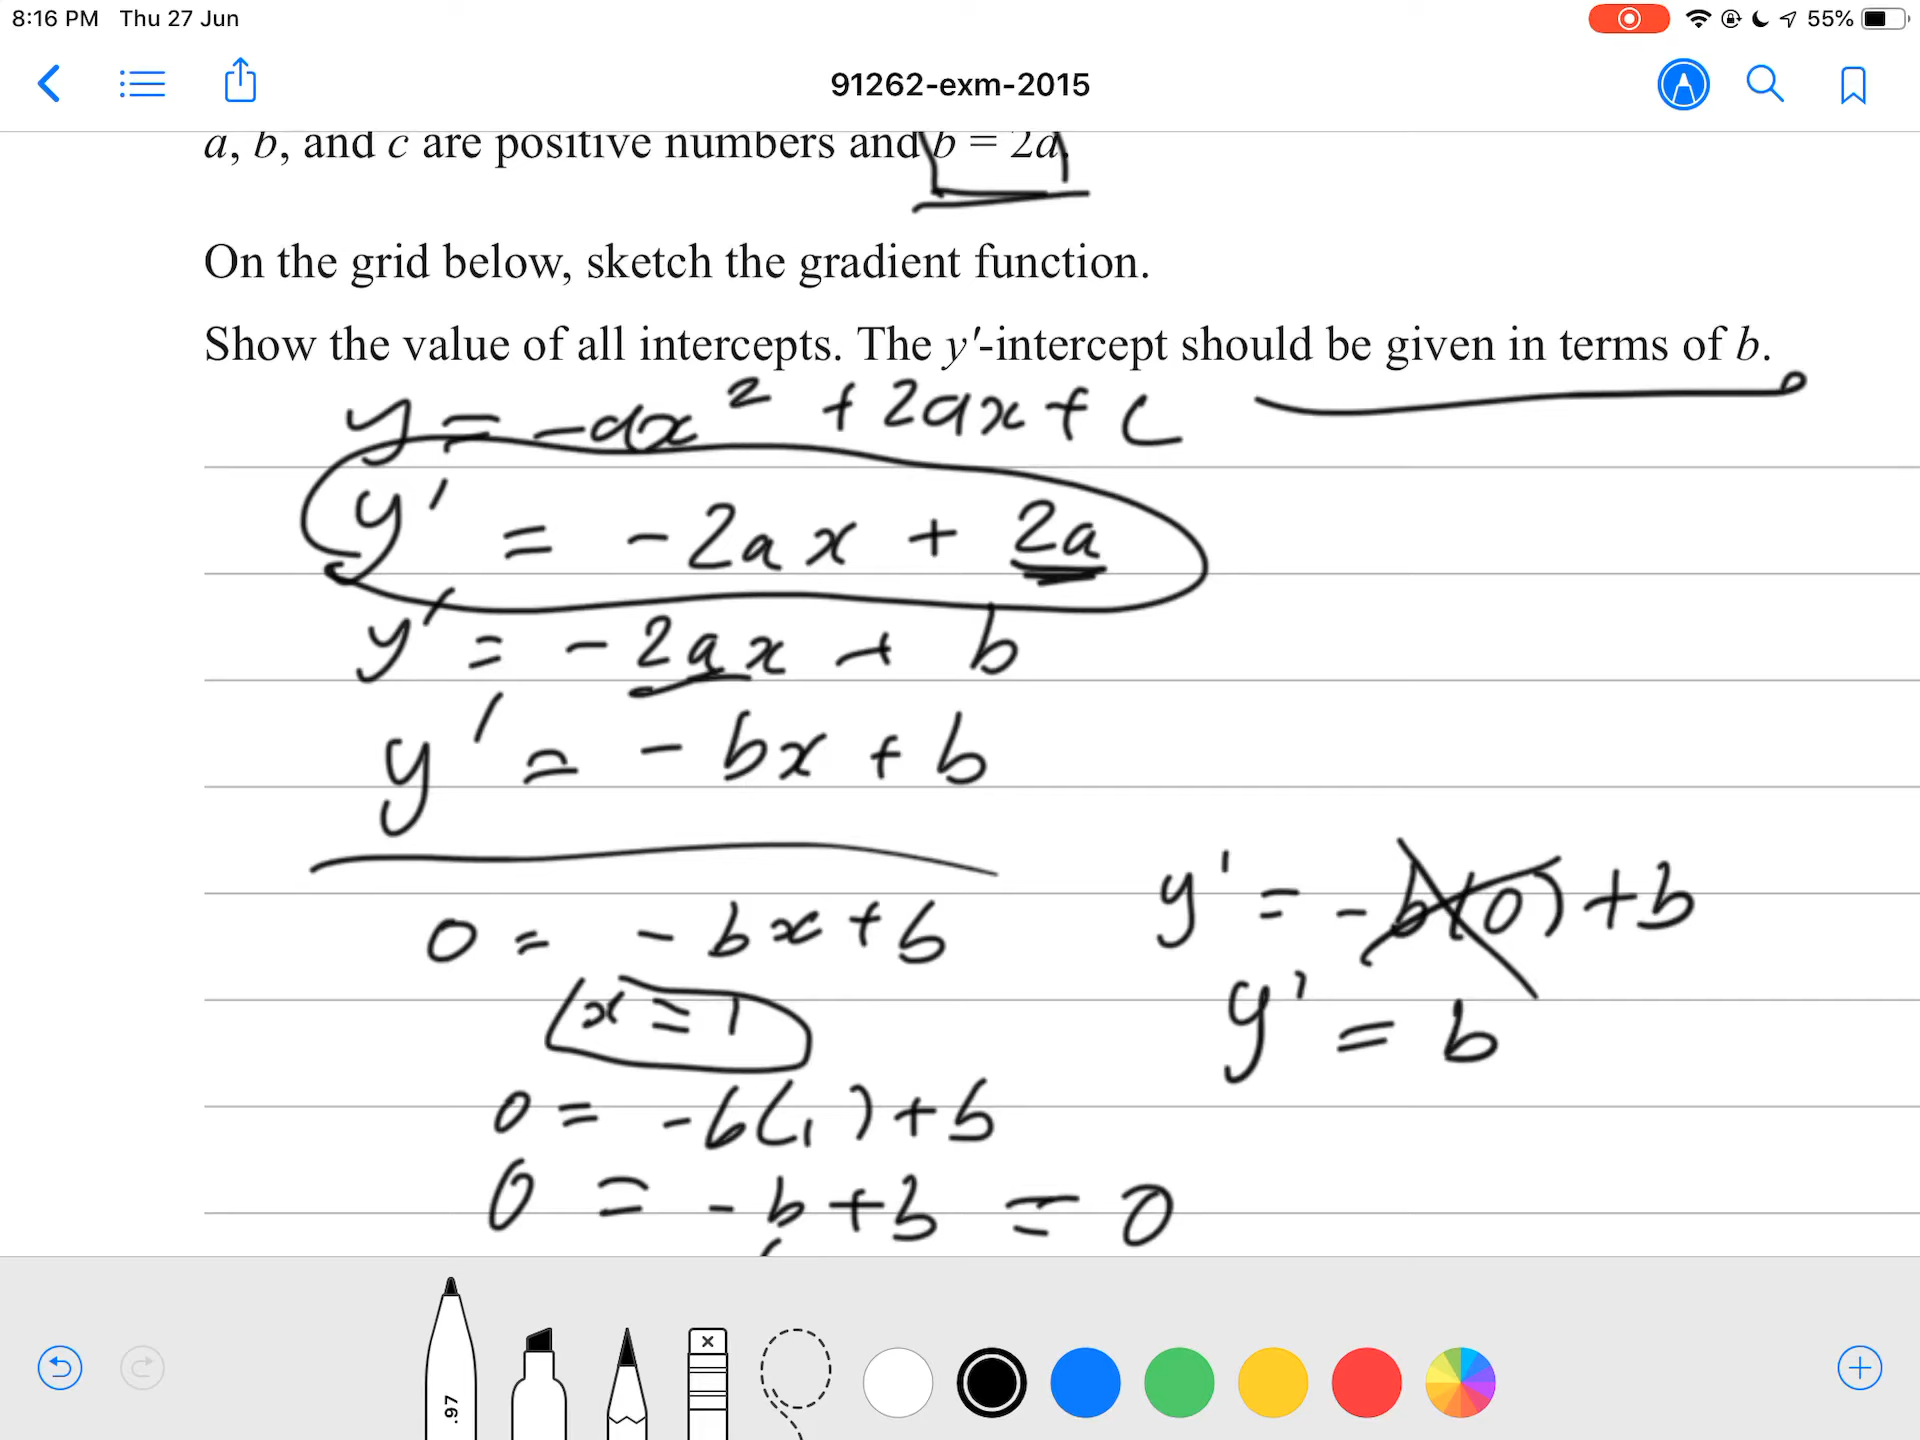 8:16 PM Thu 27 Jun 55%
91262-exm-2015
a, b, and c are positive numbers and b = 2a.
On the grid below, sketch the gradient function.
Show the value of all intercepts. The y′-intercept should be given in terms of b.
y = -ax² + 2ax + c
y' = -2ax + 2a
y' = -2ax + b
y' = -bx + b
0 = -bx + b
x = 1
0 = -b(1) + b
0 = -b + b = 0
y' = -b(0) + b
y' = b
.97